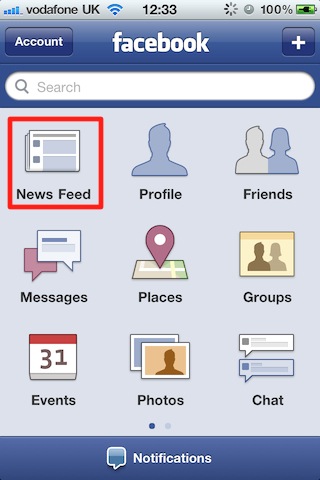 vodafone UK 12:33 100%
Account facebook +
Search
News Feed Profile Friends
Messages Places Groups
31
Events Photos Chat
Notifications